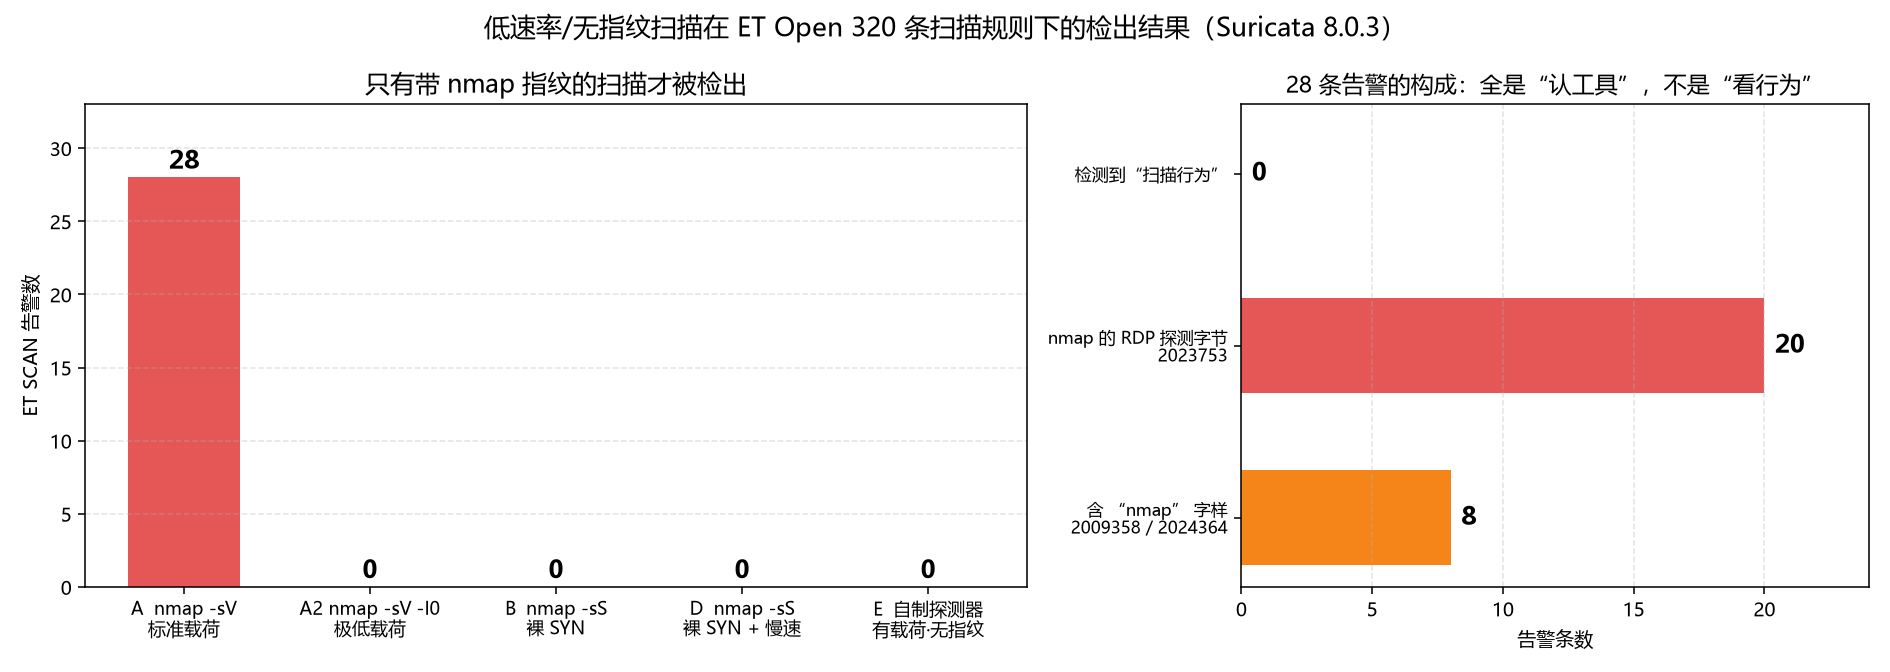 低速率/无指纹扫描在 ET Open 320 条扫描规则下的检出结果（Suricata 8.0.3）
只有带 nmap 指纹的扫描才被检出
ET SCAN 告警数
30
25
20
15
10
5
0
28
0
0
0
0
A nmap -sV
标准载荷
A2 nmap -sV -I0
极低载荷
B nmap -sS
裸 SYN
D nmap -sS
裸 SYN + 慢速
E 自制探测器
有载荷·无指纹
28 条告警的构成：全是“认工具”，不是“看行为”
检测到“扫描行为”
0
nmap 的 RDP 探测字节
2023753
20
含 “nmap” 字样
2009358 / 2024364
8
0
5
10
15
20
告警条数